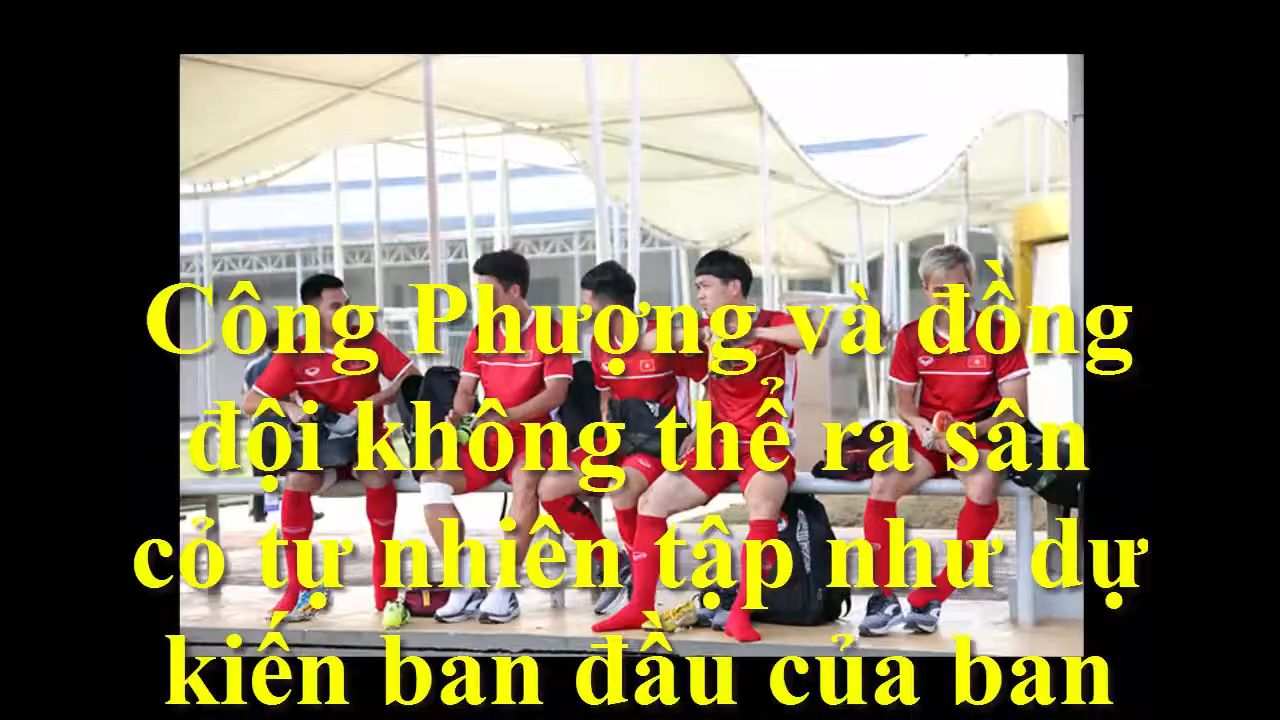 Công Phượng và đồng
đội không thể ra sân
cỏ tự nhiên tập như dự
kiến ban đầu của ban